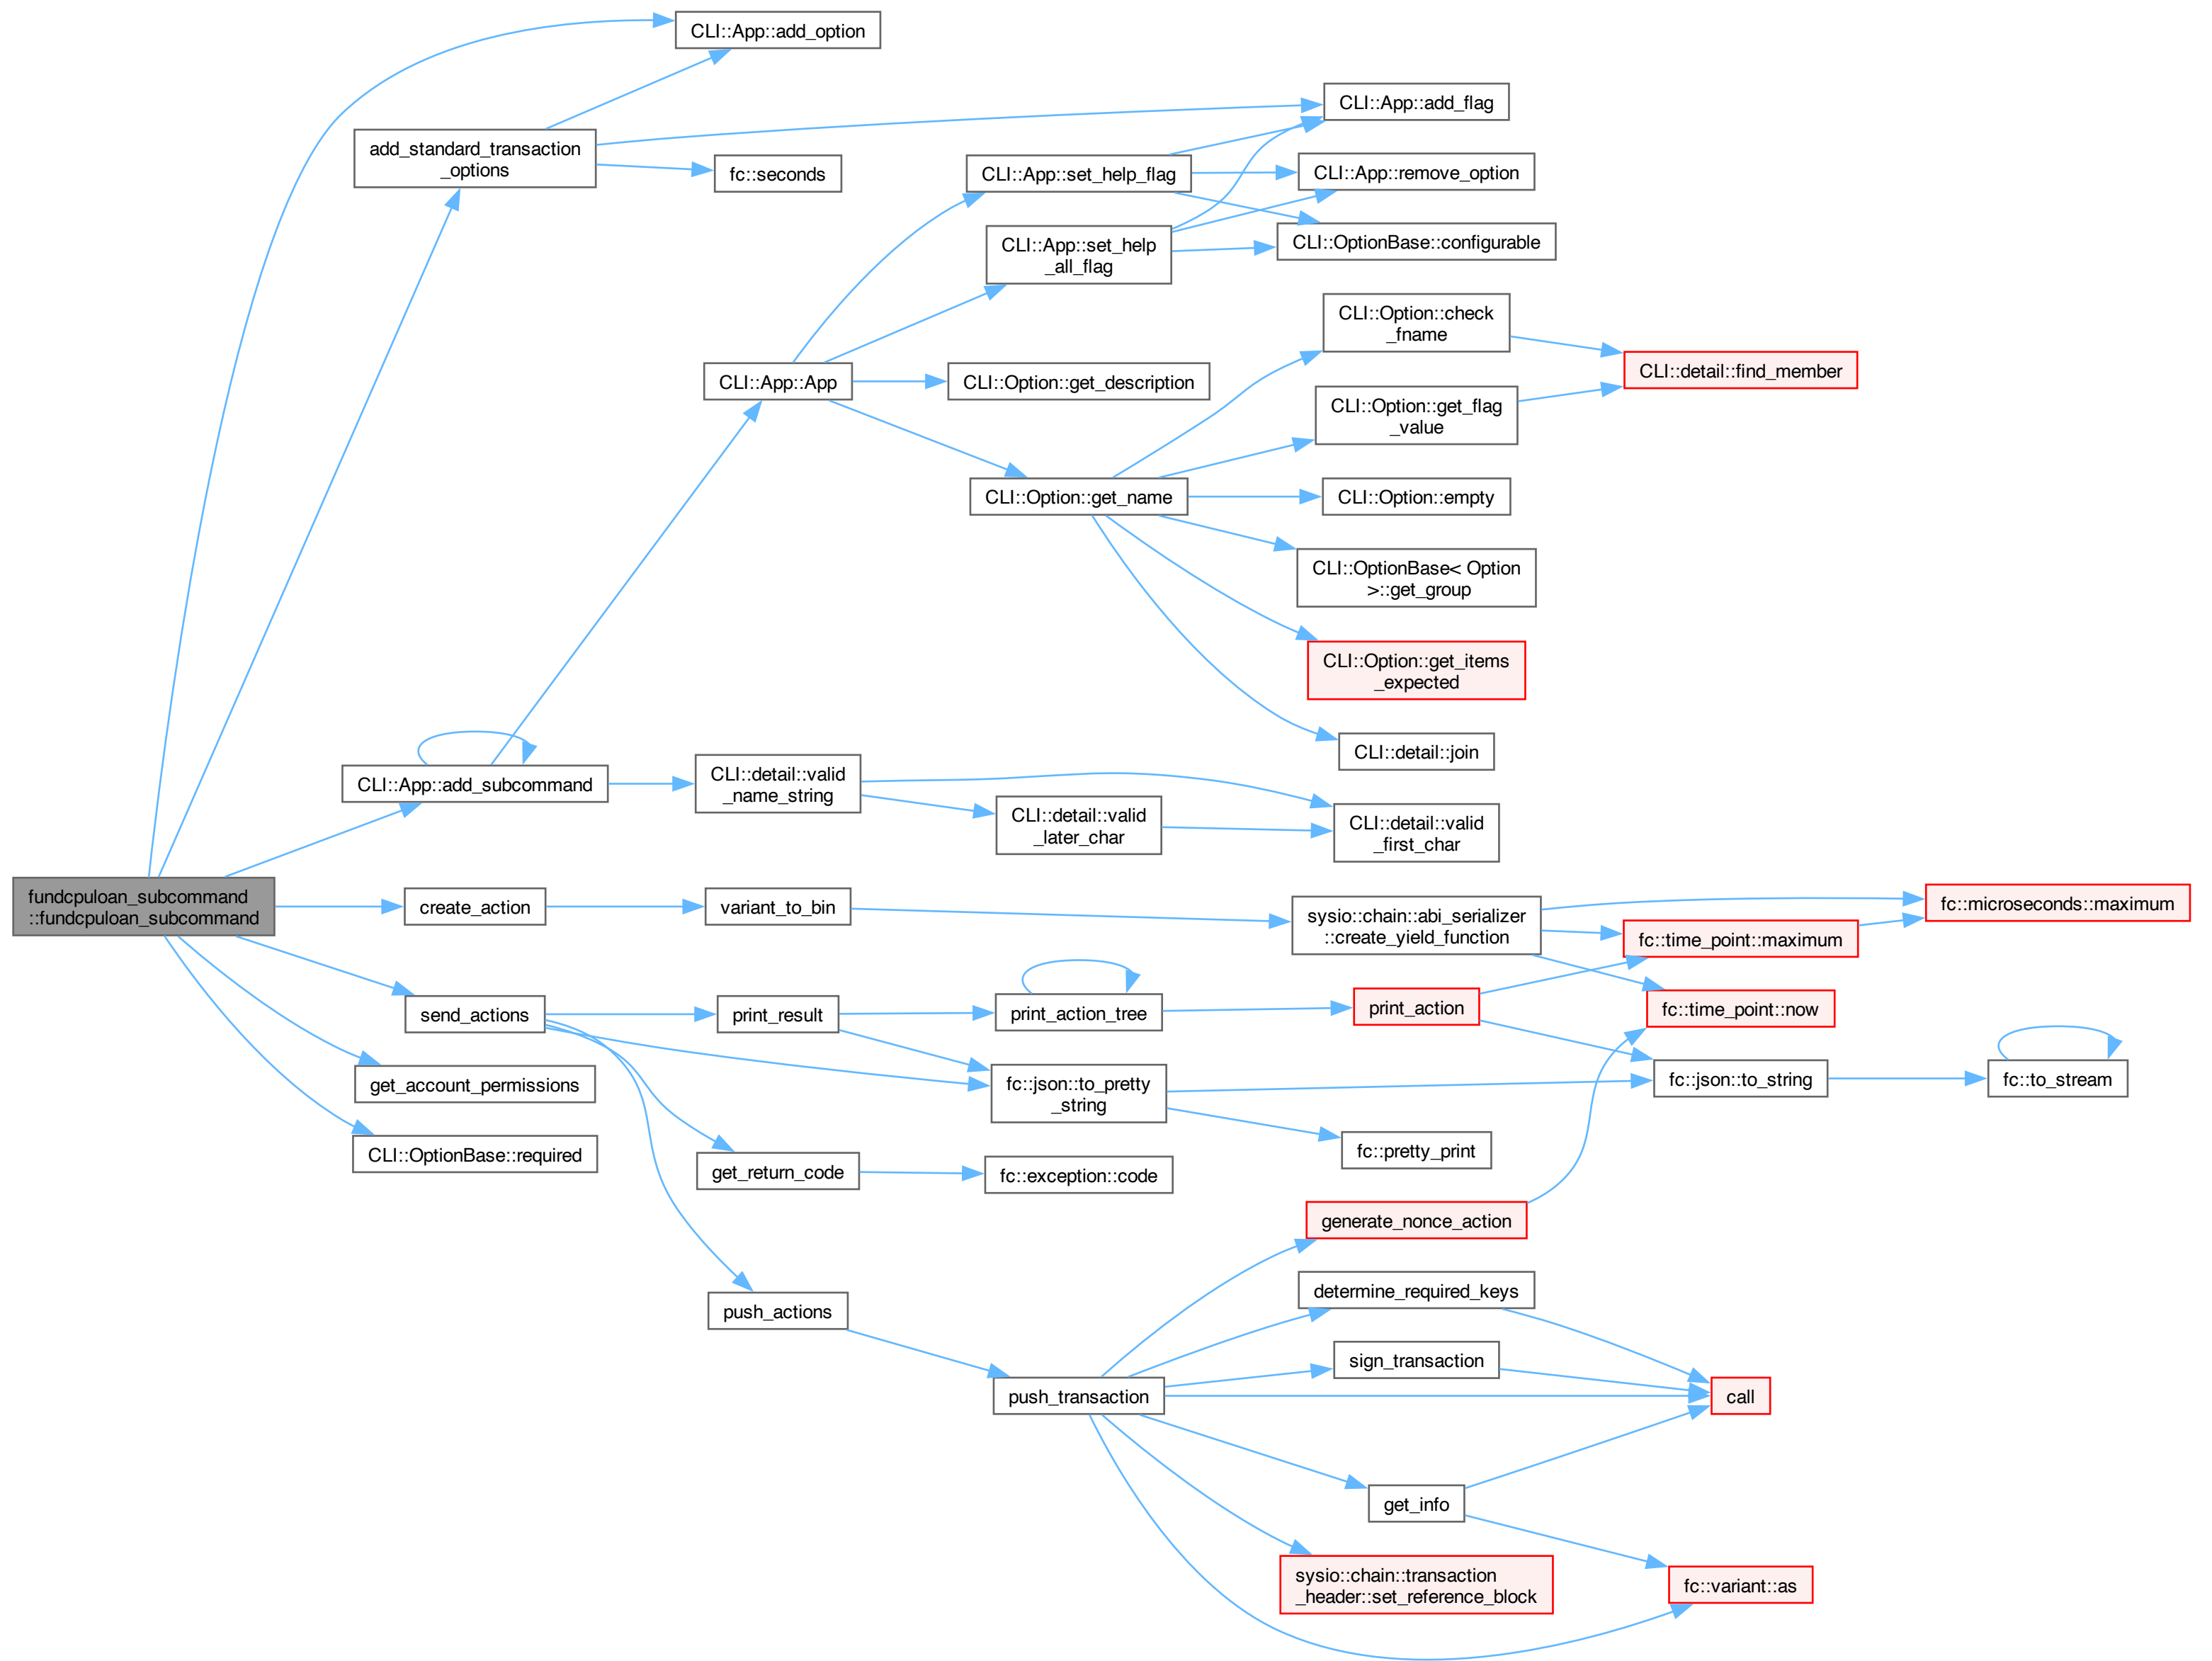 CLI::App::add_option
CLI::App::add_flag
add_standard_transaction
_options
fc::seconds
CLI::App::set_help_flag
CLI::App::remove_option
CLI::App::set_help
_all_flag
CLI::OptionBase::configurable
CLI::Option::check
_fname
CLI::App::App
CLI::Option::get_description
CLI::detail::find_member
CLI::Option::get_flag
_value
CLI::Option::get_name
CLI::Option::empty
CLI::OptionBase< Option
>::get_group
CLI::Option::get_items
_expected
CLI::detail::join
CLI::App::add_subcommand
CLI::detail::valid
_name_string
CLI::detail::valid
_later_char
CLI::detail::valid
_first_char
fundcpuloan_subcommand
::fundcpuloan_subcommand
create_action
variant_to_bin
sysio::chain::abi_serializer
::create_yield_function
fc::microseconds::maximum
fc::time_point::maximum
send_actions
print_result
print_action_tree
print_action
fc::time_point::now
get_account_permissions
fc::json::to_pretty
_string
fc::json::to_string
fc::to_stream
CLI::OptionBase::required
fc::pretty_print
get_return_code
fc::exception::code
generate_nonce_action
push_actions
determine_required_keys
sign_transaction
push_transaction
call
get_info
sysio::chain::transaction
_header::set_reference_block
fc::variant::as